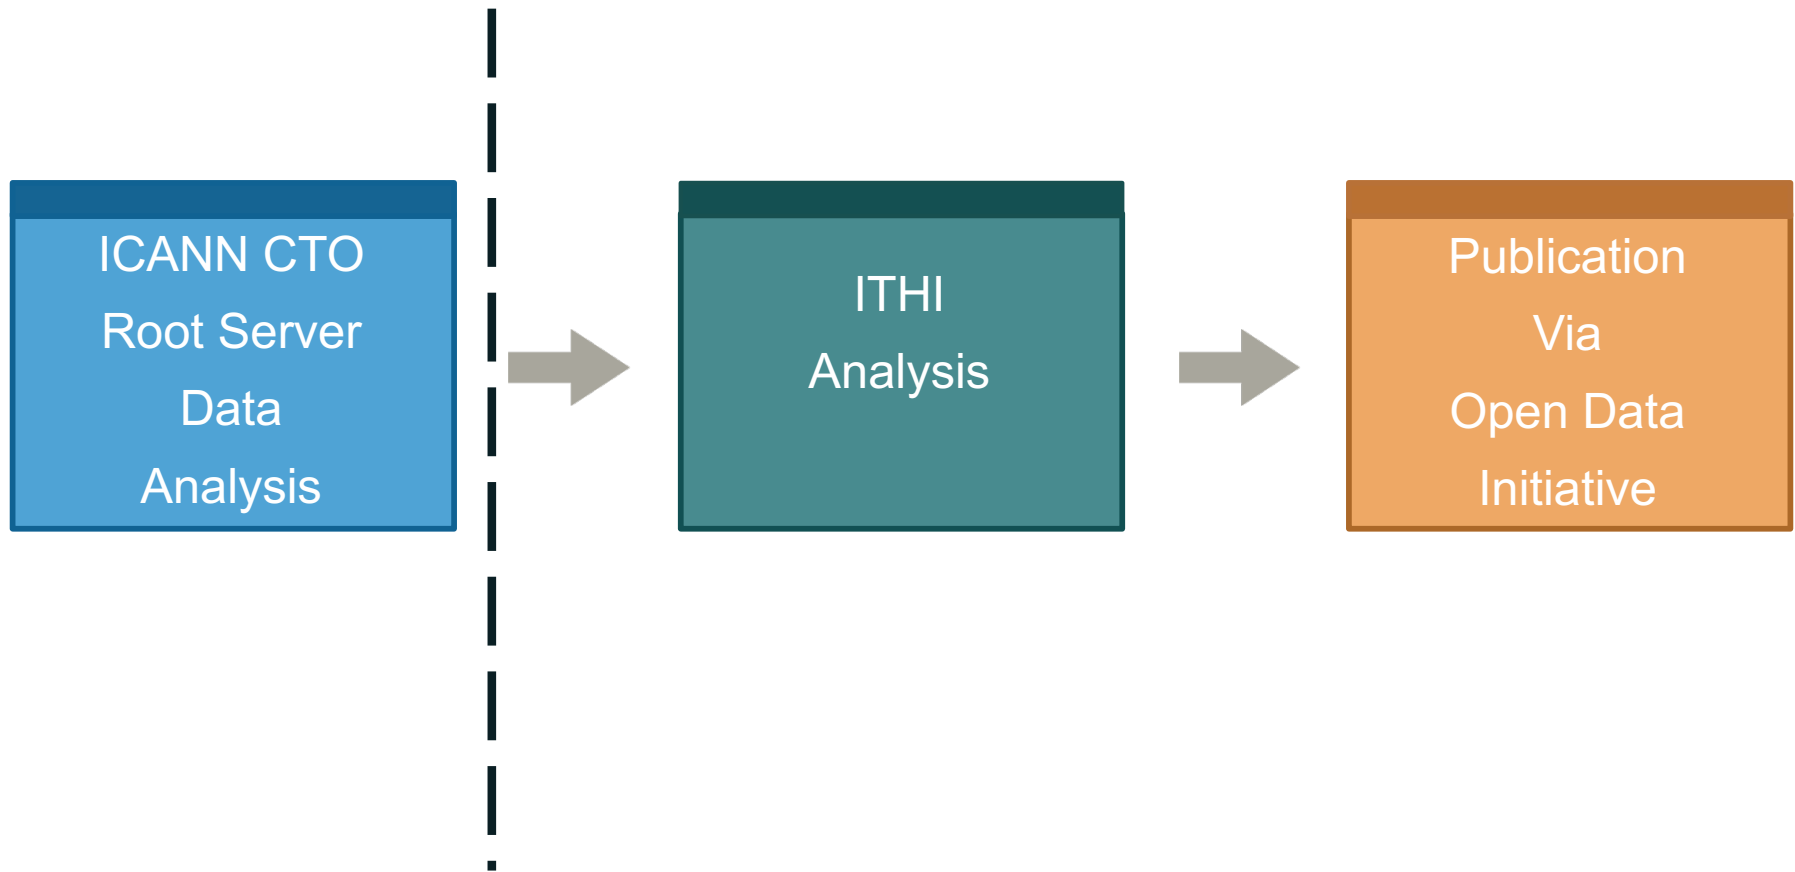 ICANN CTO
Root Server
Data
Analysis
ITHI
Analysis
Publication
Via
Open Data
Initiative